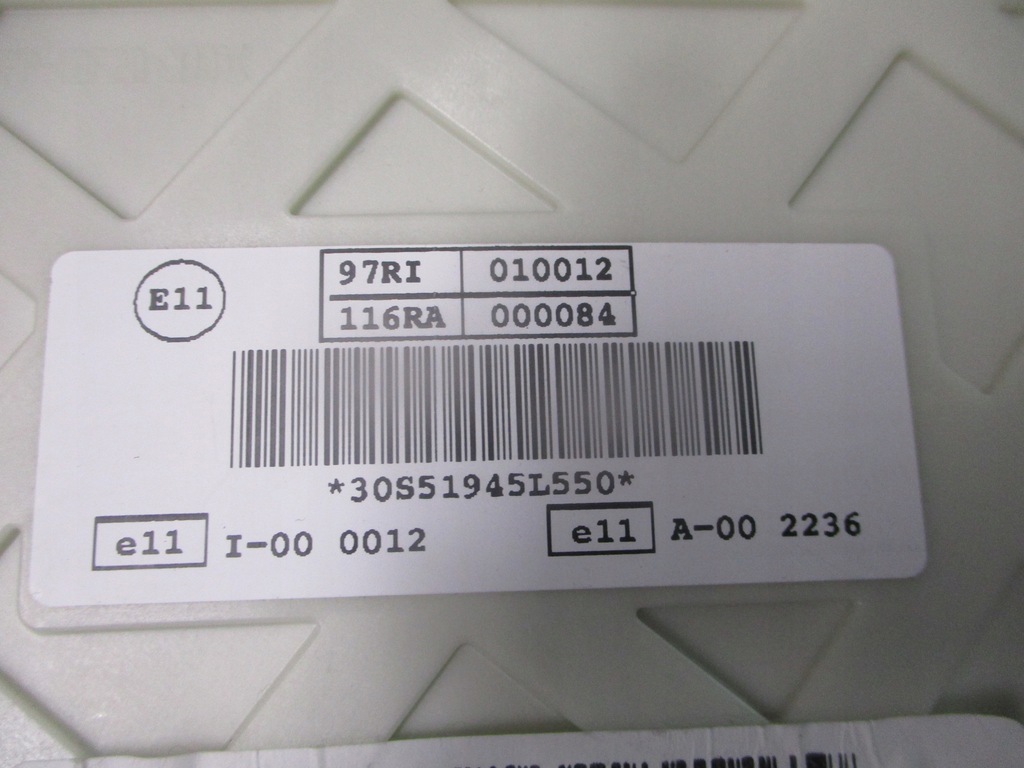 E11
97RI 010012
116RA 000084
*30S51945L550*
e11 I-00 0012
e11 A-00 2236